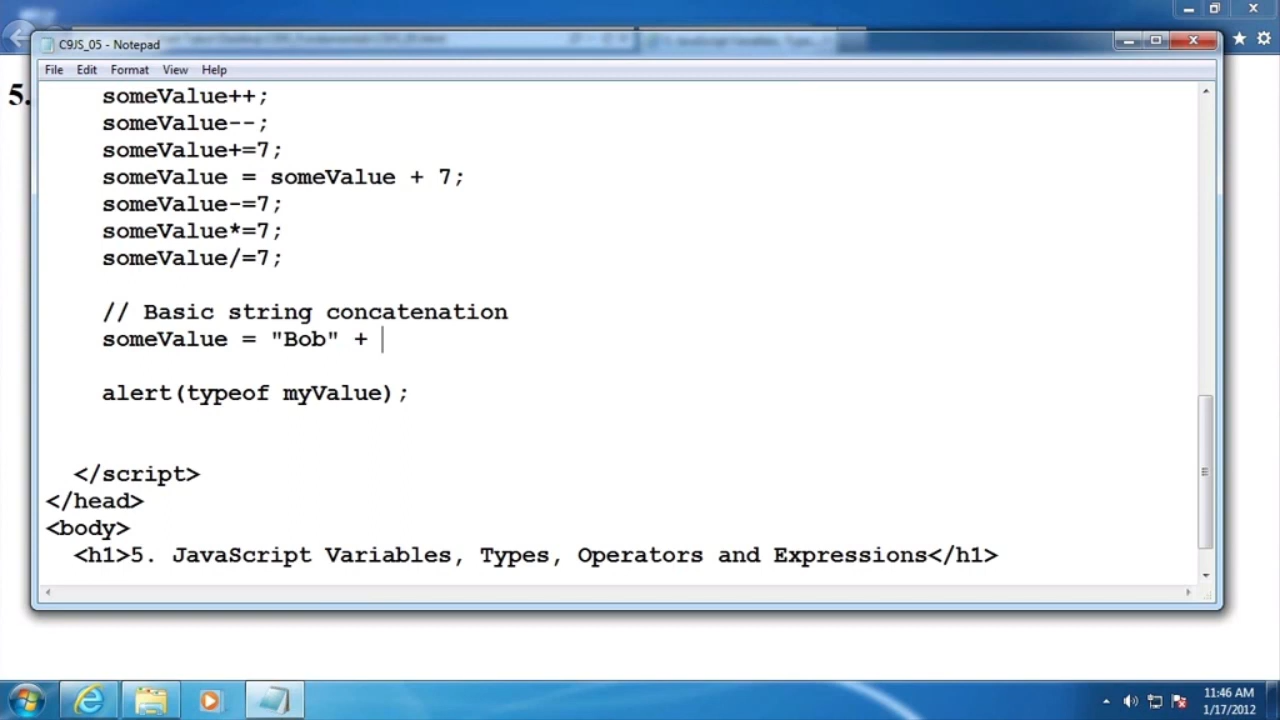 C9JS_05 - Notepad
File Edit Format View Help
5.
someValue++;
someValue--;
someValue+=7;
someValue = someValue + 7;
someValue-=7;
someValue*=7;
someValue/=7;
// Basic string concatenation
someValue = "Bob" +
alert(typeof myValue);
</script>
</head>
<body>
<h1>5. JavaScript Variables, Types, Operators and Expressions</h1>
11:46 AM
1/17/2012